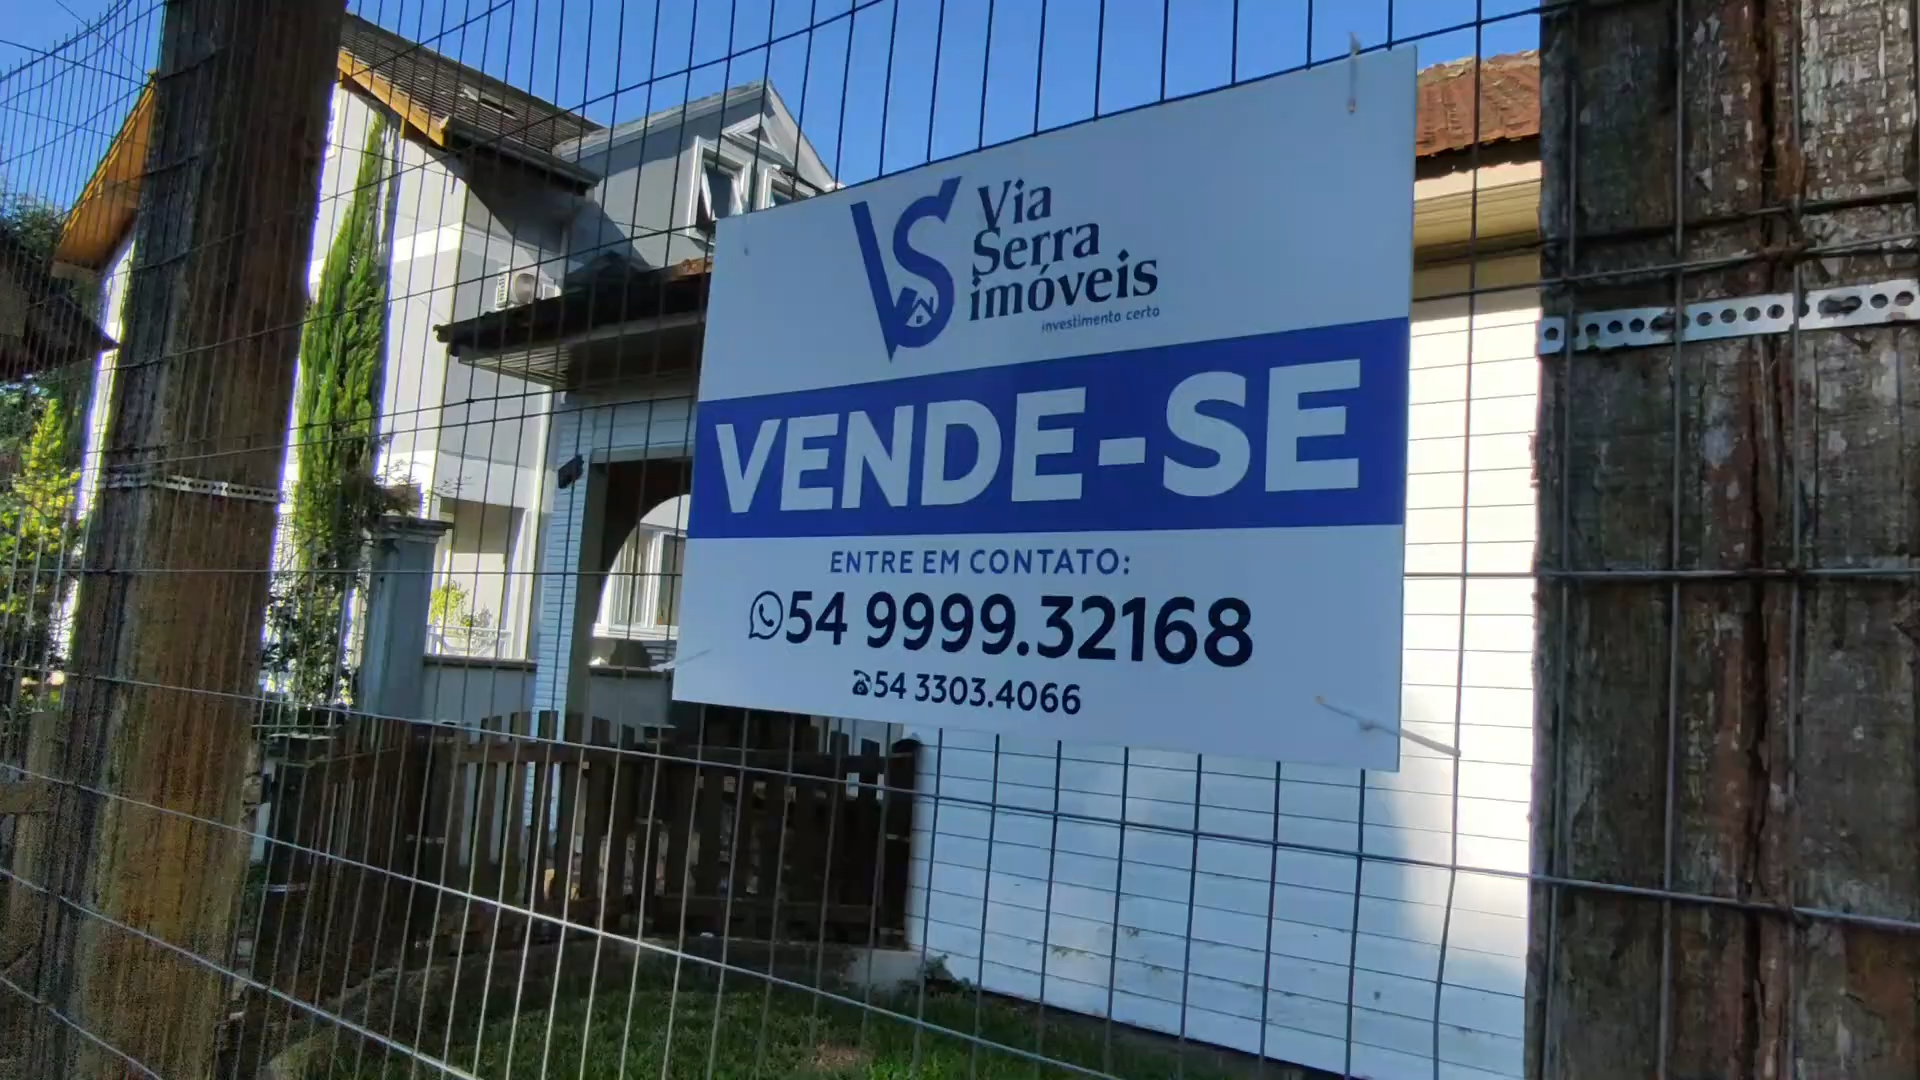 VS
Via
Serra
imóveis
investimento certo
VENDE-SE
ENTRE EM CONTATO:
54 9999.32168
54 3303.4066